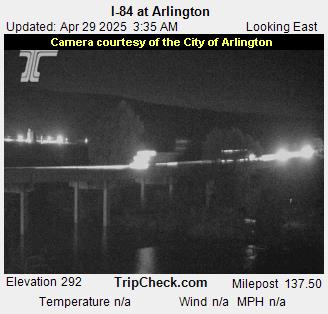 I-84 at Arlington
Updated: Apr 29 2025 3:35 AM Looking East
Camera courtesy of the City of Arlington
Elevation 292 TripCheck.com Milepost 137.50
Temperature n/a Wind n/a MPH n/a